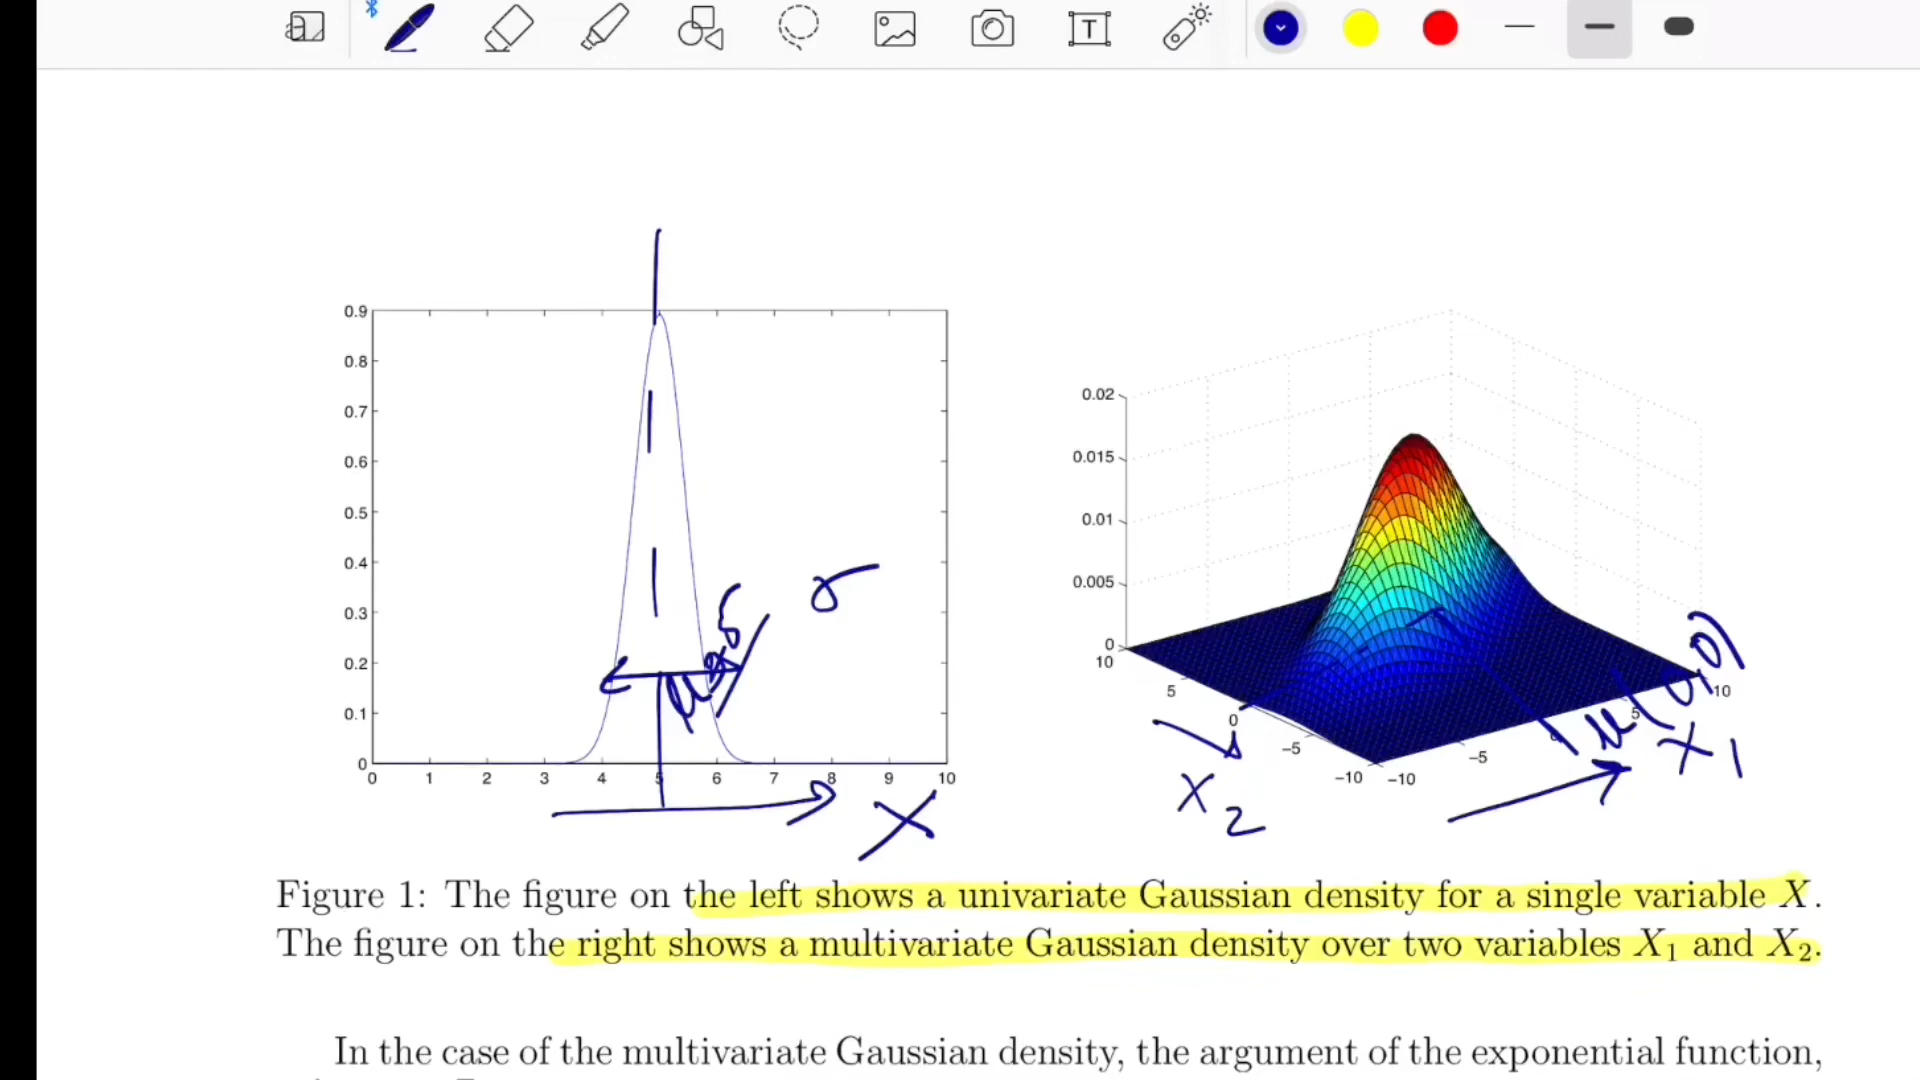 a
T
0.9
0.8
0.7
0.6
0.5
0.4
0.3
0.2
0.1
0
0 1 2 3 4 5 6 7 8 9 10
μ=5
σ
X
0.02
0.015
0.01
0.005
0
10
5
0
−5
−10
−10
−5
0
5
10
μ(0,0)
X1
X2
Figure 1: The figure on the left shows a univariate Gaussian density for a single variable X.
The figure on the right shows a multivariate Gaussian density over two variables X₁ and X₂.
In the case of the multivariate Gaussian density, the argument of the exponential function,